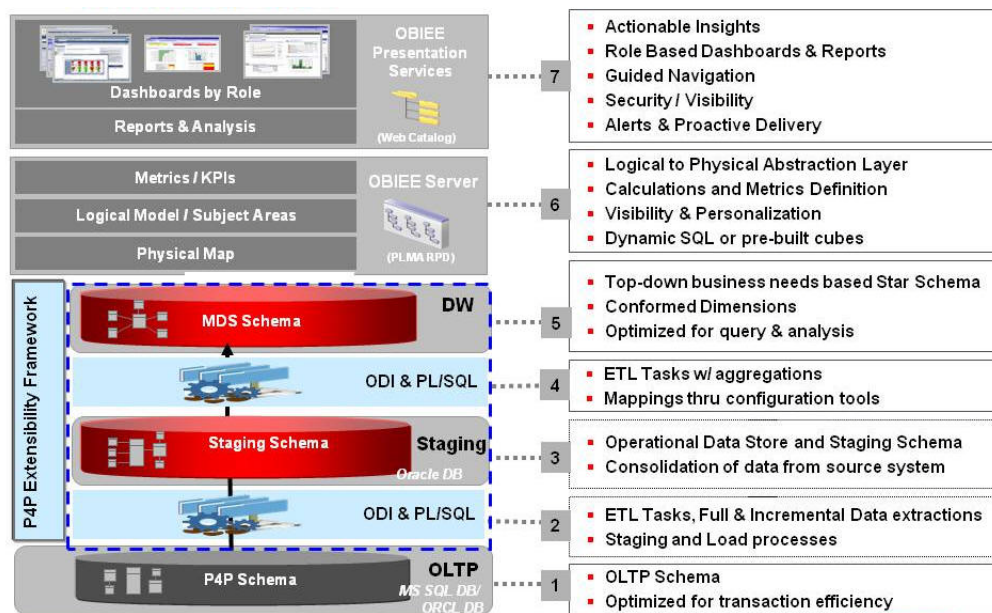 OBIEE
Presentation
Services
Dashboards by Role
Reports & Analysis
(Web Catalog)
7
Actionable Insights
Role Based Dashboards & Reports
Guided Navigation
Security / Visibility
Alerts & Proactive Delivery
Metrics / KPIs
Logical Model / Subject Areas
Physical Map
OBIEE Server
(PLMA RPD)
6
Logical to Physical Abstraction Layer
Calculations and Metrics Definition
Visibility & Personalization
Dynamic SQL or pre-built cubes
P4P Extensibility Framework
DW
MDS Schema
5
Top-down business needs based Star Schema
Conformed Dimensions
Optimized for query & analysis
ODI & PL/SQL
4
ETL Tasks w/ aggregations
Mappings thru configuration tools
Staging Schema
Staging
Oracle DB
3
Operational Data Store and Staging Schema
Consolidation of data from source system
ODI & PL/SQL
2
ETL Tasks, Full & Incremental Data extractions
Staging and Load processes
P4P Schema
OLTP
MS SQL DB/
ORCL DB
1
OLTP Schema
Optimized for transaction efficiency